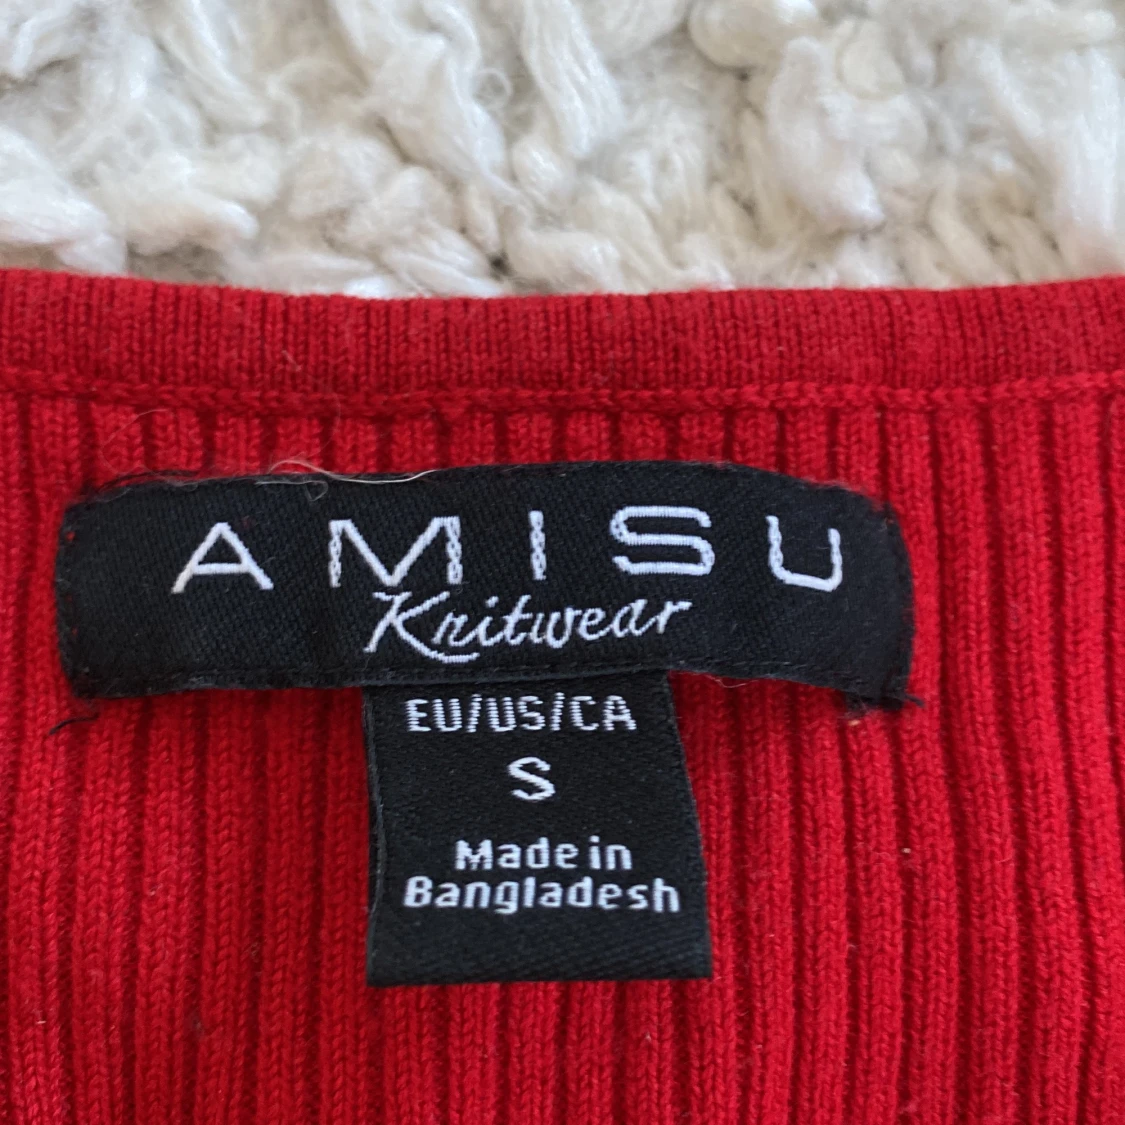 AMISU
Knitwear
EU/US/CA
S
Made in
Bangladesh